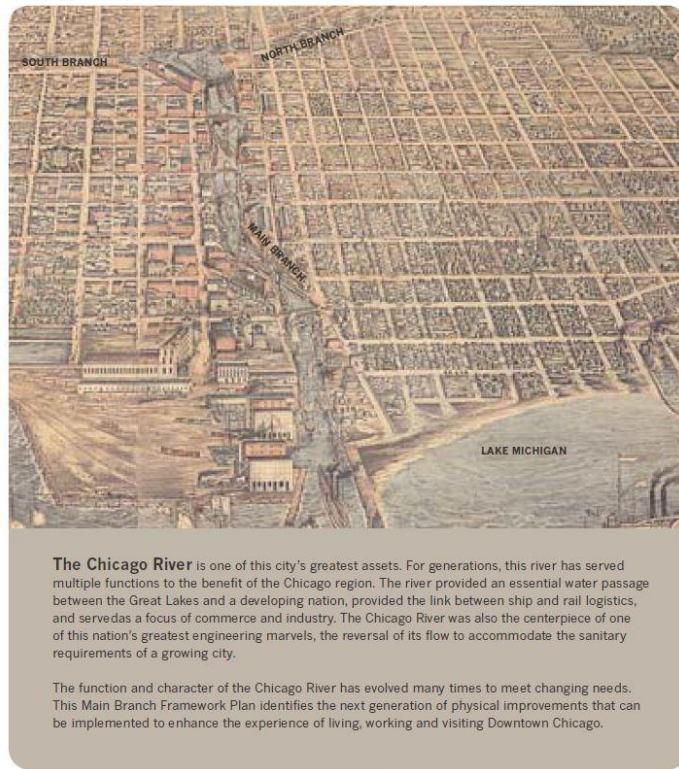 NORTH BRANCH
SOUTH BRANCH
MAIN BRANCH
LAKE MICHIGAN
The Chicago River is one of this city's greatest assets. For generations, this river has served
multiple functions to the benefit of the Chicago region. The river provided an essential water passage
between the Great Lakes and a developing nation, provided the link between ship and rail logistics,
and servedas a focus of commerce and industry. The Chicago River was also the centerpiece of one
of this nation's greatest engineering marvels, the reversal of its flow to accommodate the sanitary
requirements of a growing city.
The function and character of the Chicago River has evolved many times to meet changing needs.
This Main Branch Framework Plan identifies the next generation of physical improvements that can
be implemented to enhance the experience of living, working and visiting Downtown Chicago.